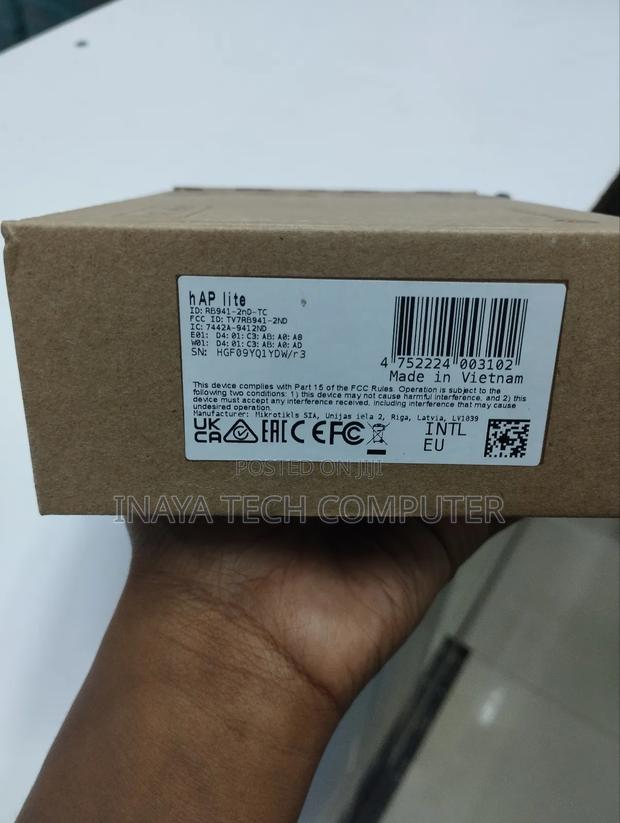 hAP lite
ID: RB941-2nD-TC
FCC ID: TV7RB941-2ND
IC: 7442A-9412ND
E01: D4:01:C3:AB:A0:A8
W01: D4:01:C3:AB:A0:AD
SN: HGF09YQ1YDW/r3
4 752224 003102
Made in Vietnam
This device complies with Part 15 of the FCC Rules. Operation is subject to the
following two conditions: 1) this device may not cause harmful interference, and 2) this
device must accept any interference received, including interference that may cause
undesired operation.
Manufacturer: Mikrotikls SIA, Unijas iela 2, Riga, Latvia, LV1039
UK CA EAC CE FC INTL
EU
POSTED ON JIJI
INAYA TECH COMPUTER